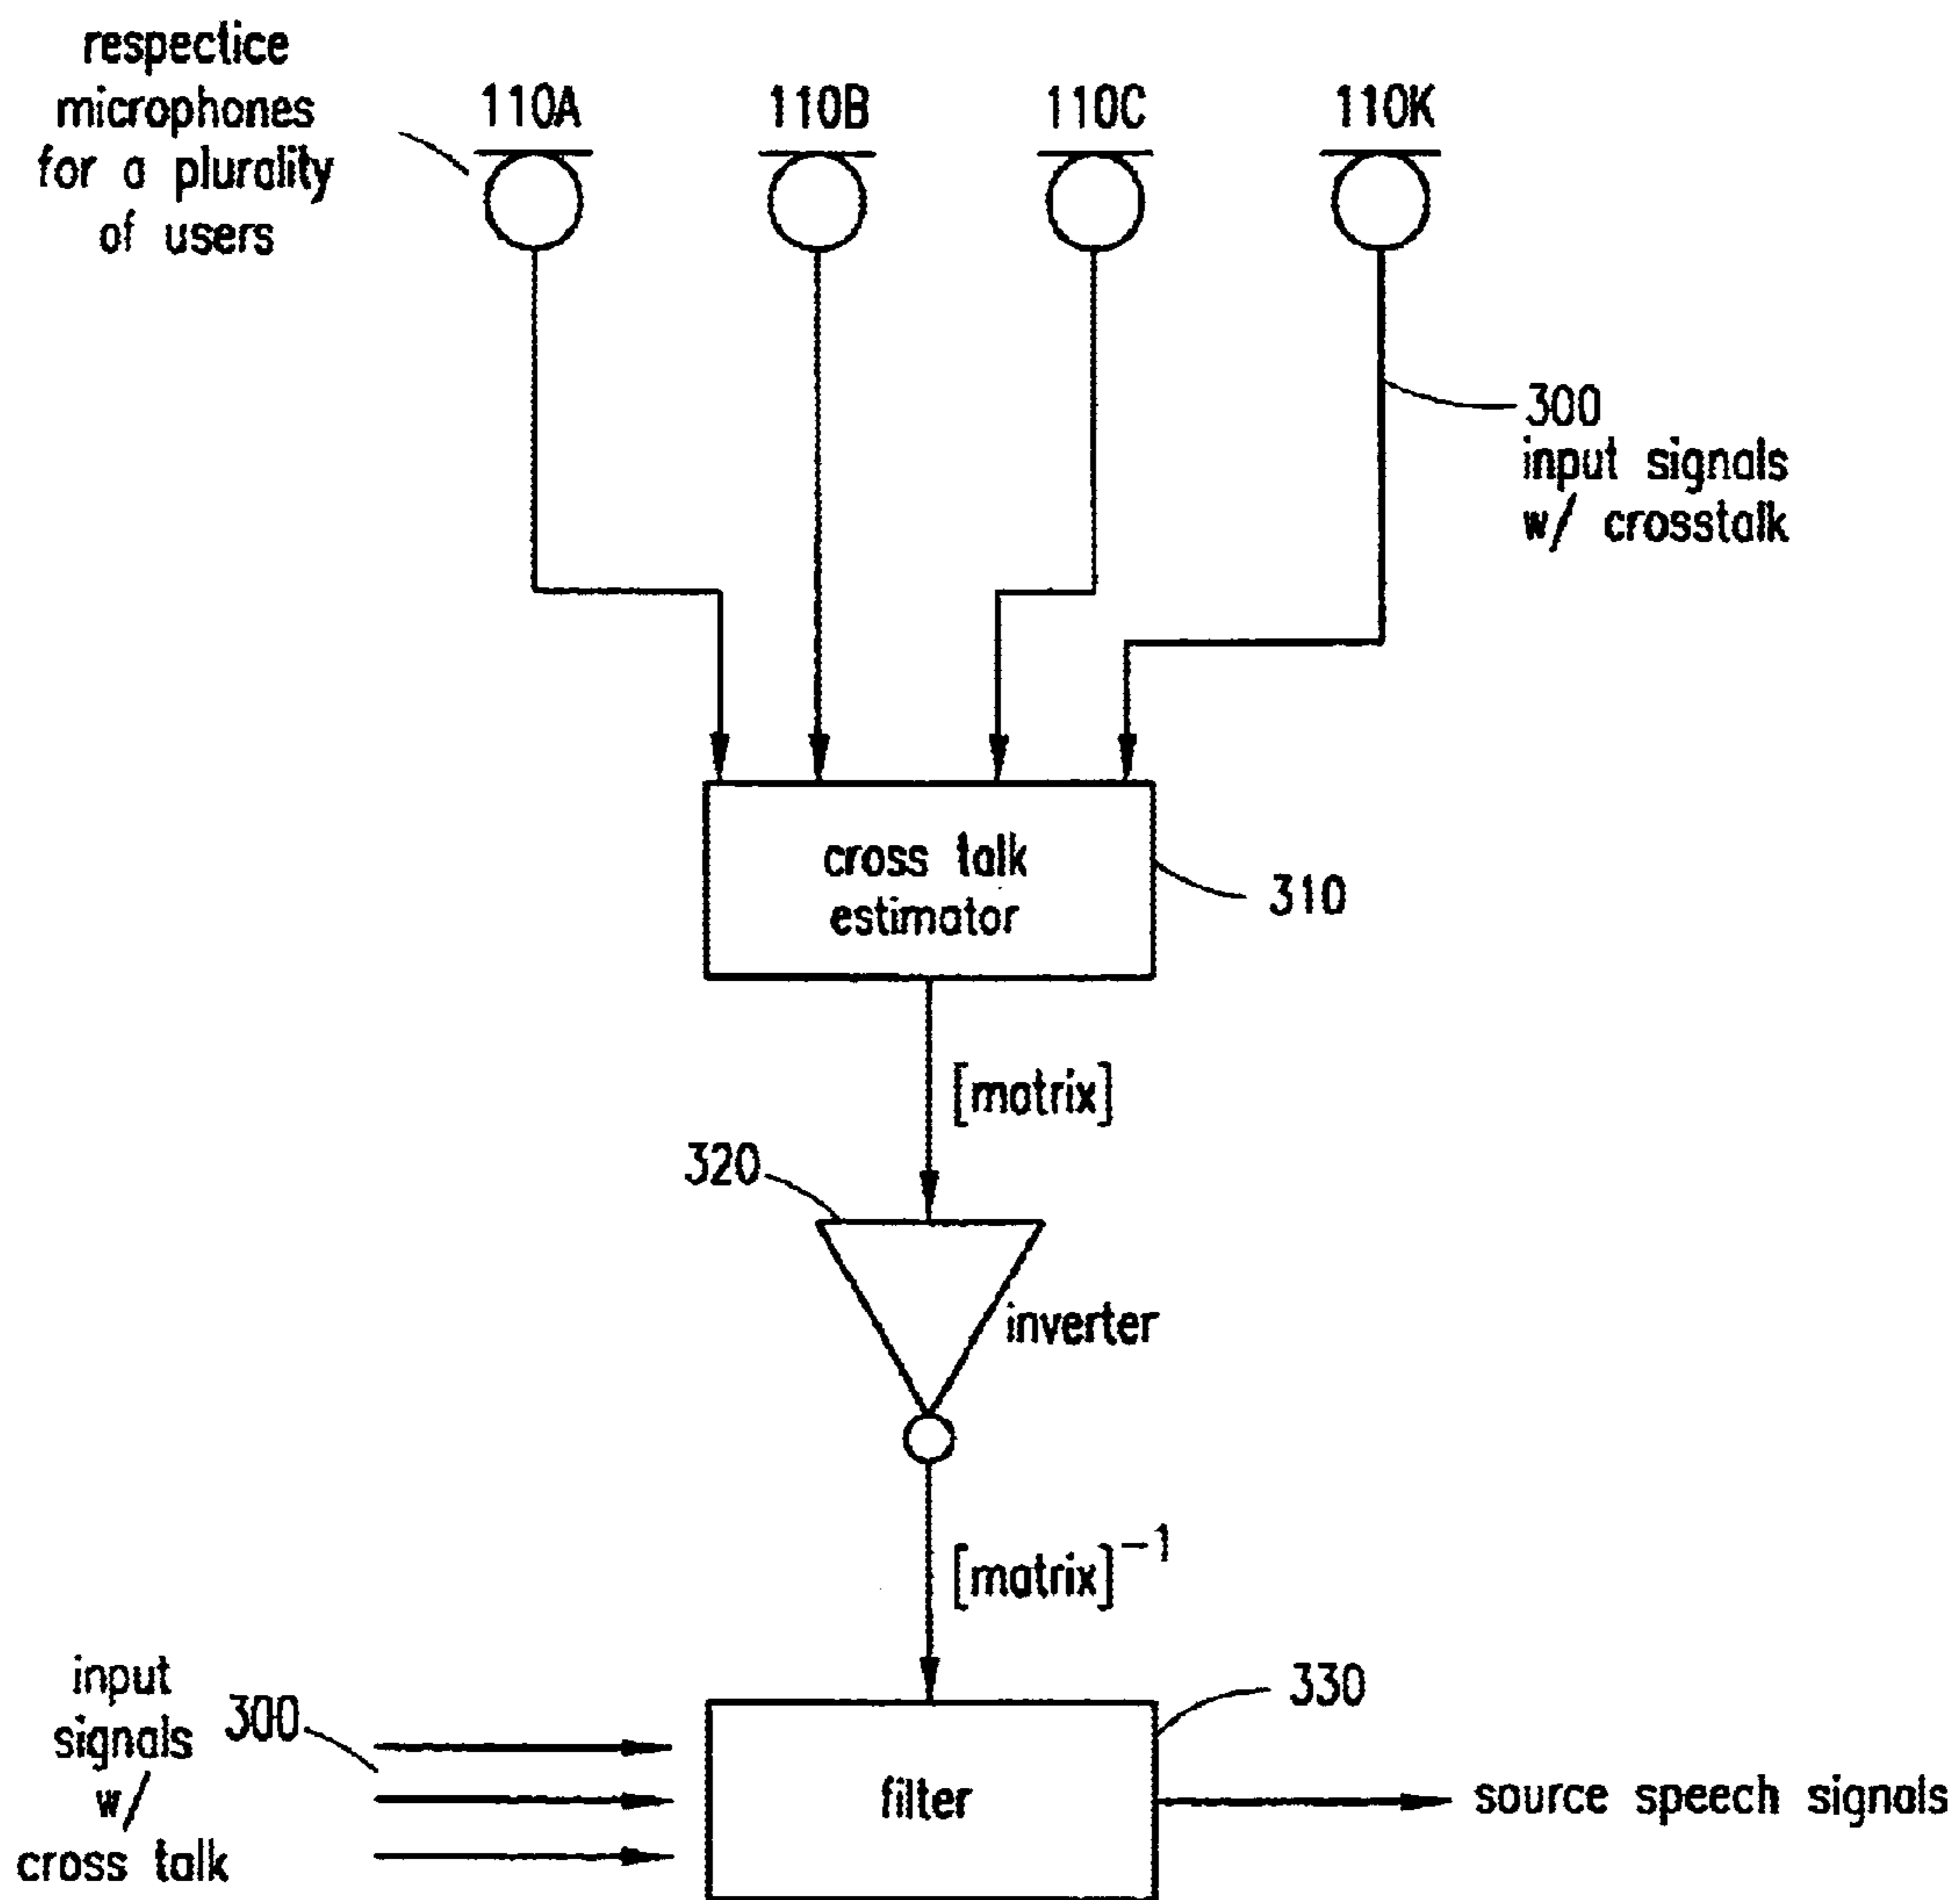 respectice
microphones
for a plurality
of users
110A 110B 110C 110K
300
input signals
w/ crosstalk
cross talk
estimator
310
[matrix]
320
inverter
[matrix]⁻¹
330
input
signals
w/
cross talk
300
filter
source speech signals